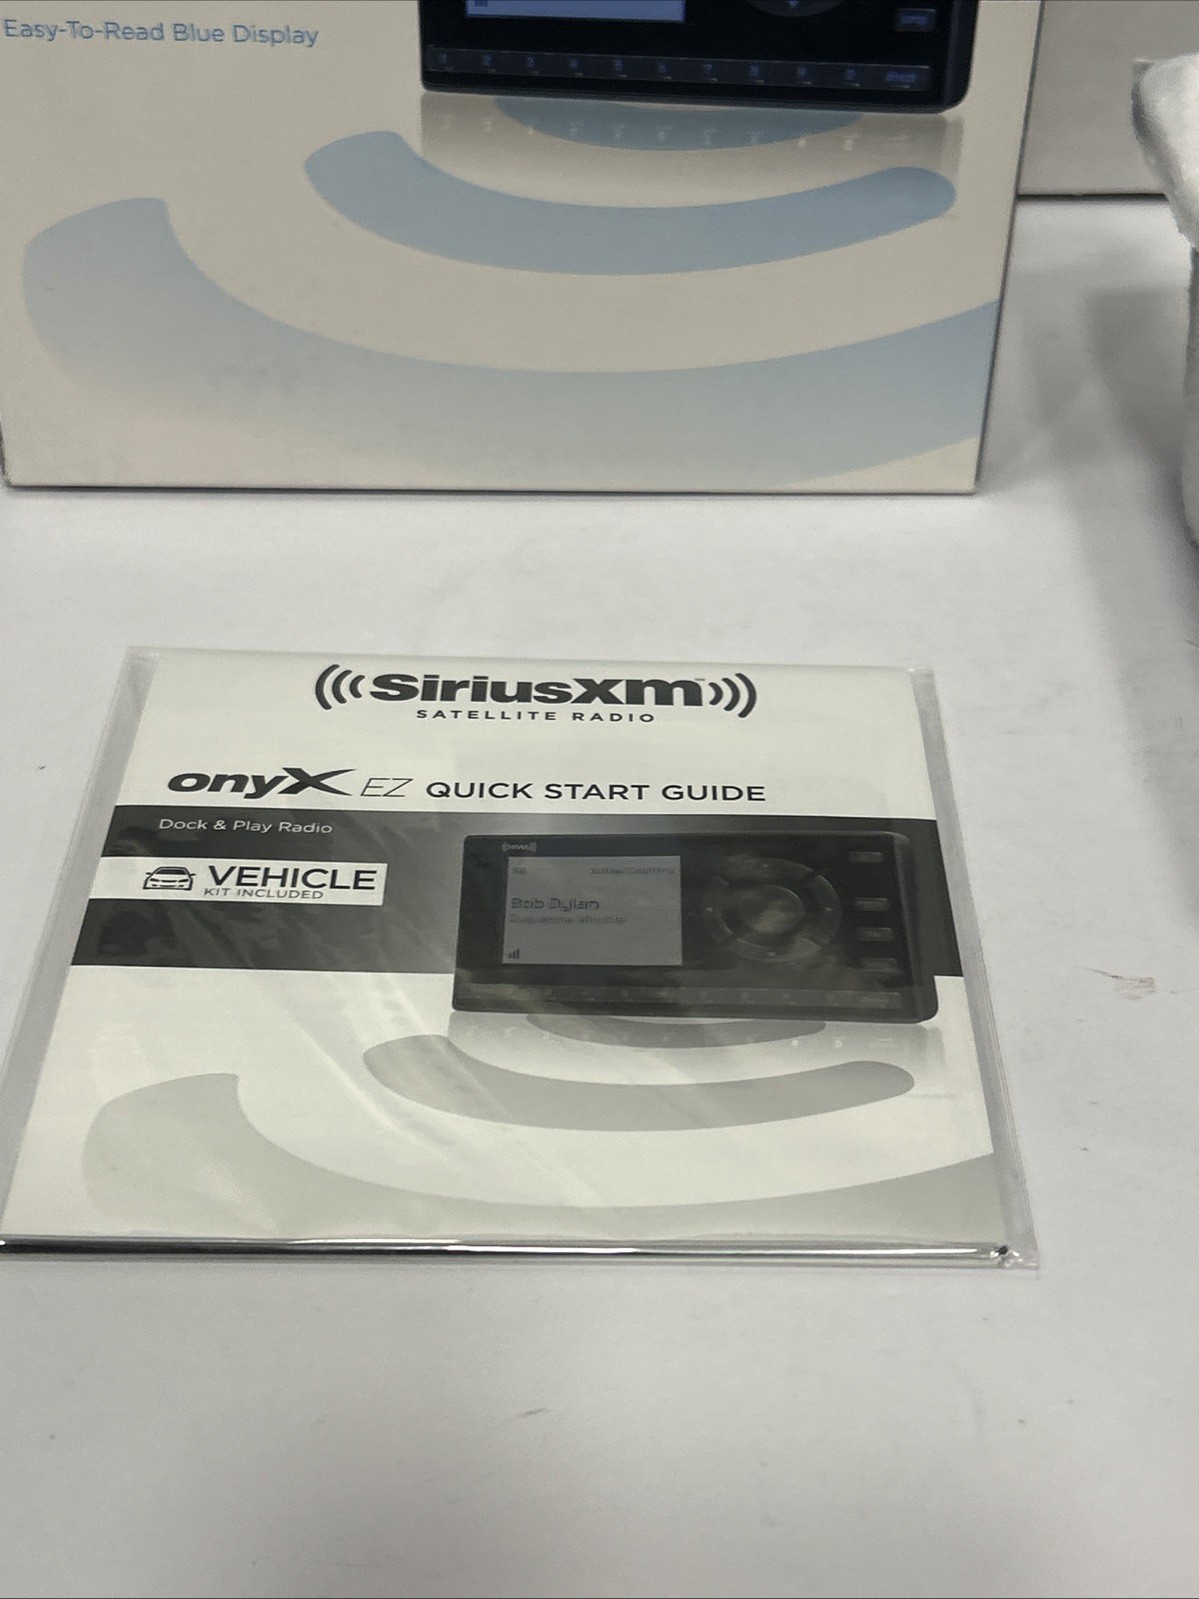 Easy-To-Read Blue Display
SiriusXM
SATELLITE RADIO
onyX EZ QUICK START GUIDE
Dock & Play Radio
VEHICLE
KIT INCLUDED
Bob Dylan